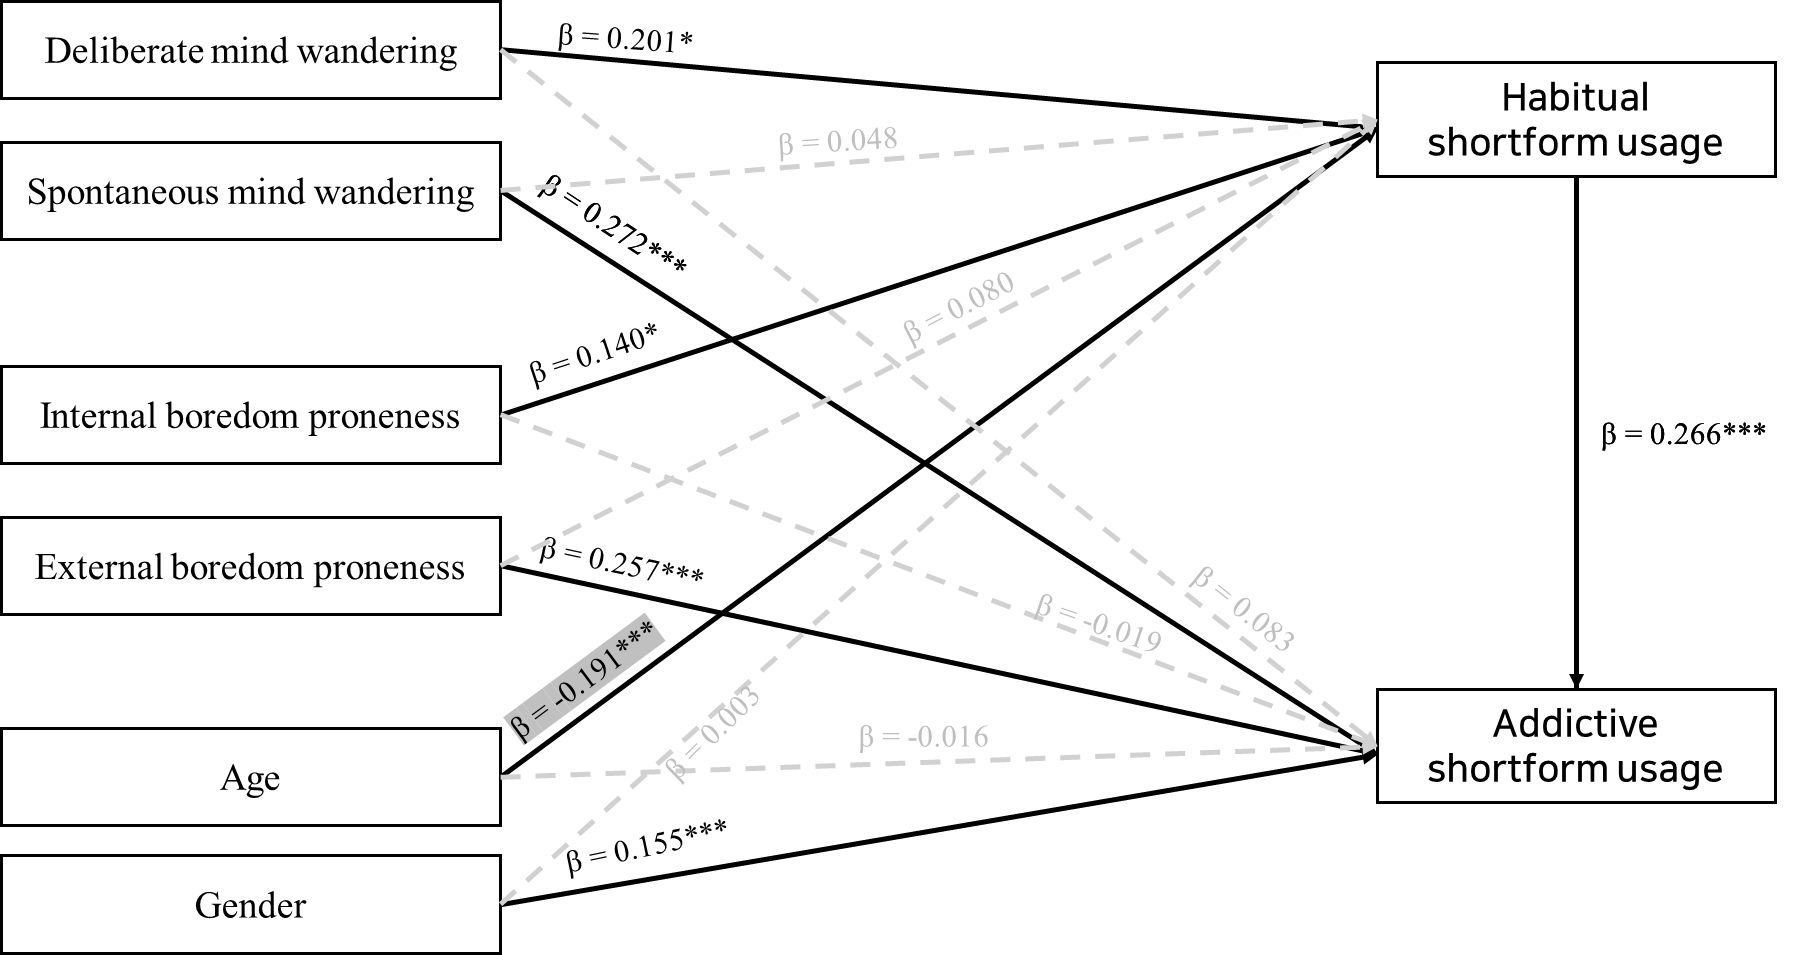 Deliberate mind wandering
β = 0.201*
Habitual
shortform usage
β = 0.048
Spontaneous mind wandering
β = 0.272***
β = 0.080
β = 0.140*
Internal boredom proneness
β = 0.266***
External boredom proneness
β = 0.257***
β = -0.019
β = 0.083
β = -0.191***
β = 0.003
β = -0.016
Addictive
shortform usage
Age
β = 0.155***
Gender